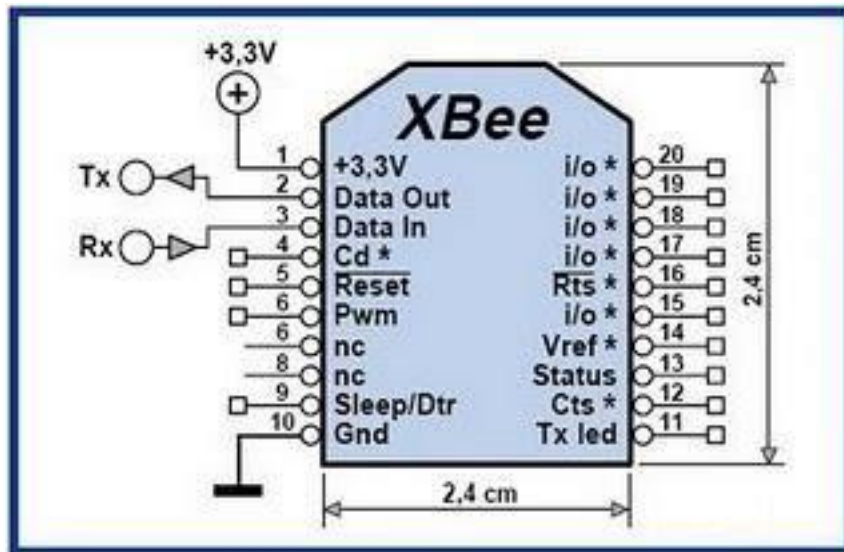 +3,3V
XBee
Tx
Rx
1 +3,3V
2 Data Out
3 Data In
4 Cd *
5 Reset
6 Pwm
6 nc
8 nc
9 Sleep/Dtr
10 Gnd
i/o * 20
i/o * 19
i/o * 18
i/o * 17
Rts * 16
i/o * 15
Vref * 14
Status 13
Cts * 12
Tx led 11
2,4 cm
2,4 cm